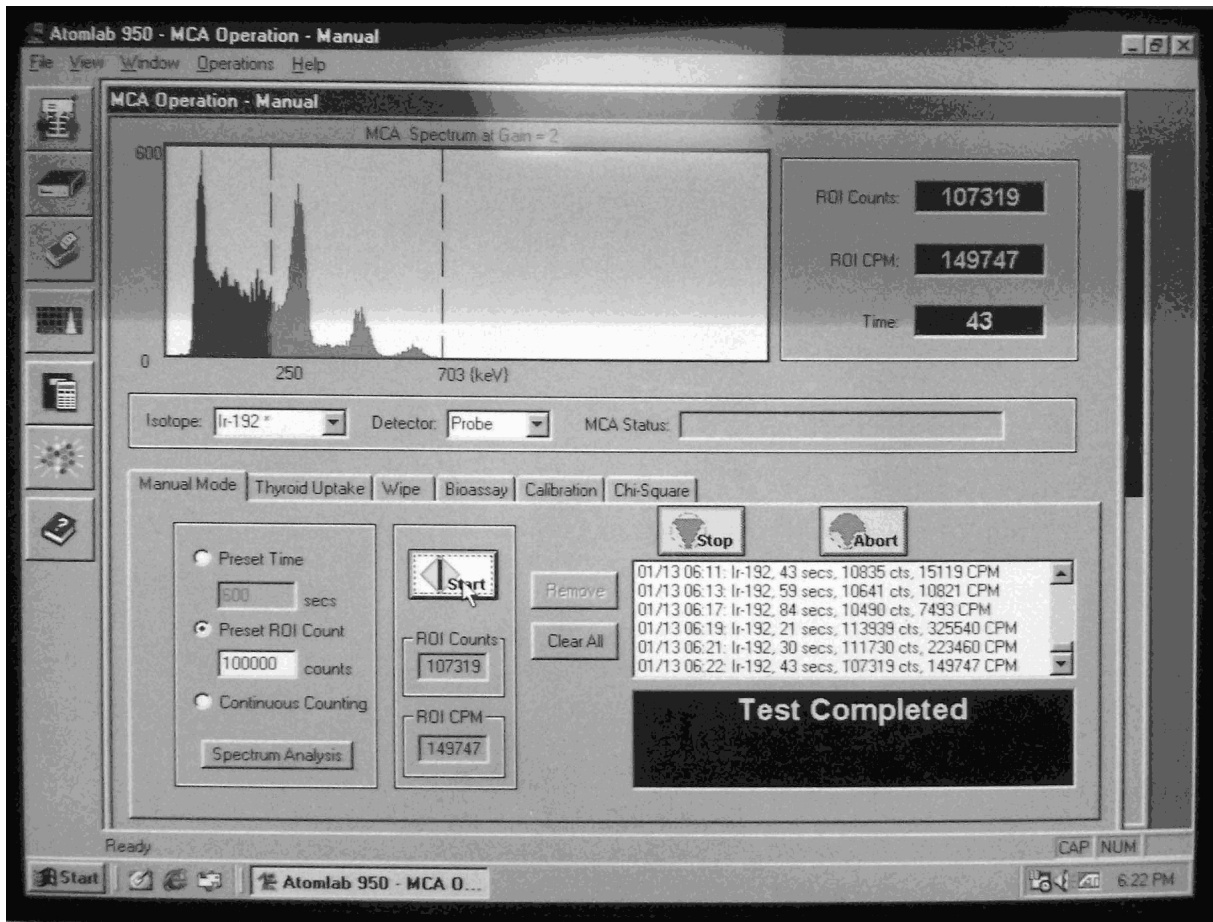 Atomlab 950 - MCA Operation - Manual
File View Window Operations Help
MCA Operation - Manual
MCA Spectrum at Gain = 2
600
0
250
703 (keV)
ROI Counts: 107319
ROI CPM: 149747
Time: 43
Isotope: Ir-192 * Detector: Probe MCA Status:
Manual Mode Thyroid Uptake Wipe Bioassay Calibration Chi-Square
Preset Time
600 secs
Preset ROI Count
100000 counts
Continuous Counting
Spectrum Analysis
Start
ROI Counts
107319
ROI CPM
149747
Remove
Clear All
Stop Abort
01/13 06:11: Ir-192, 43 secs, 10835 cts, 15119 CPM
01/13 06:13: Ir-192, 59 secs, 10641 cts, 10821 CPM
01/13 06:17: Ir-192, 84 secs, 10490 cts, 7493 CPM
01/13 06:19: Ir-192, 21 secs, 113939 cts, 325540 CPM
01/13 06:21: Ir-192, 30 secs, 111730 cts, 223460 CPM
01/13 06:22: Ir-192, 43 secs, 107319 cts, 149747 CPM
Test Completed
Ready CAP NUM
Start Atomlab 950 - MCA O... 6:22 PM